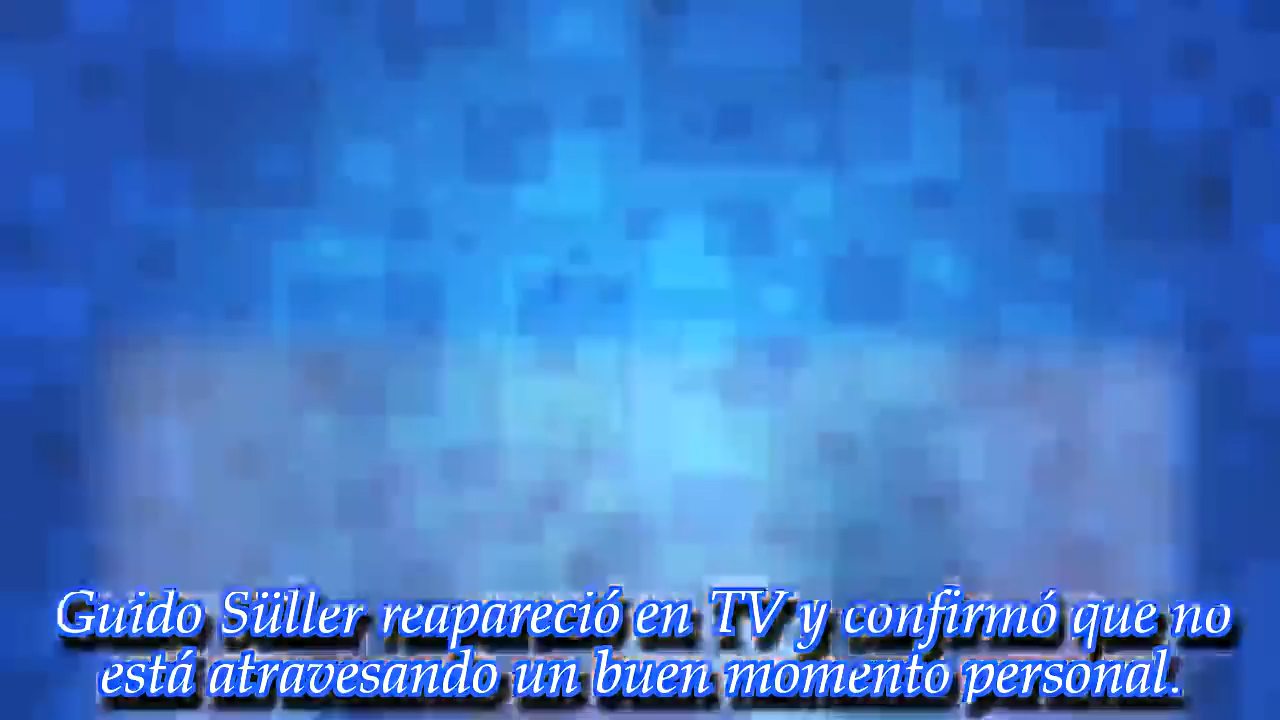 Guido Süller reapareció en TV y confirmó que no
está atravesando un buen momento personal.